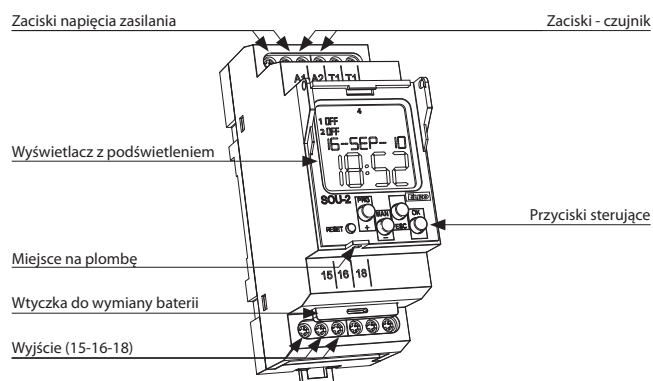 Zaciski napięcia zasilania
Zaciski - czujnik
A1 A2 T1 T1
4
1 OFF
2 OFF
16-SEP-10
18:52
Wyświetlacz z podświetleniem
SOU-2
PRG
MAN
ESC
OK
RESET
+
-
Przyciski sterujące
Miejsce na plombę
15 16 18
Wtyczka do wymiany baterii
Wyjście (15-16-18)